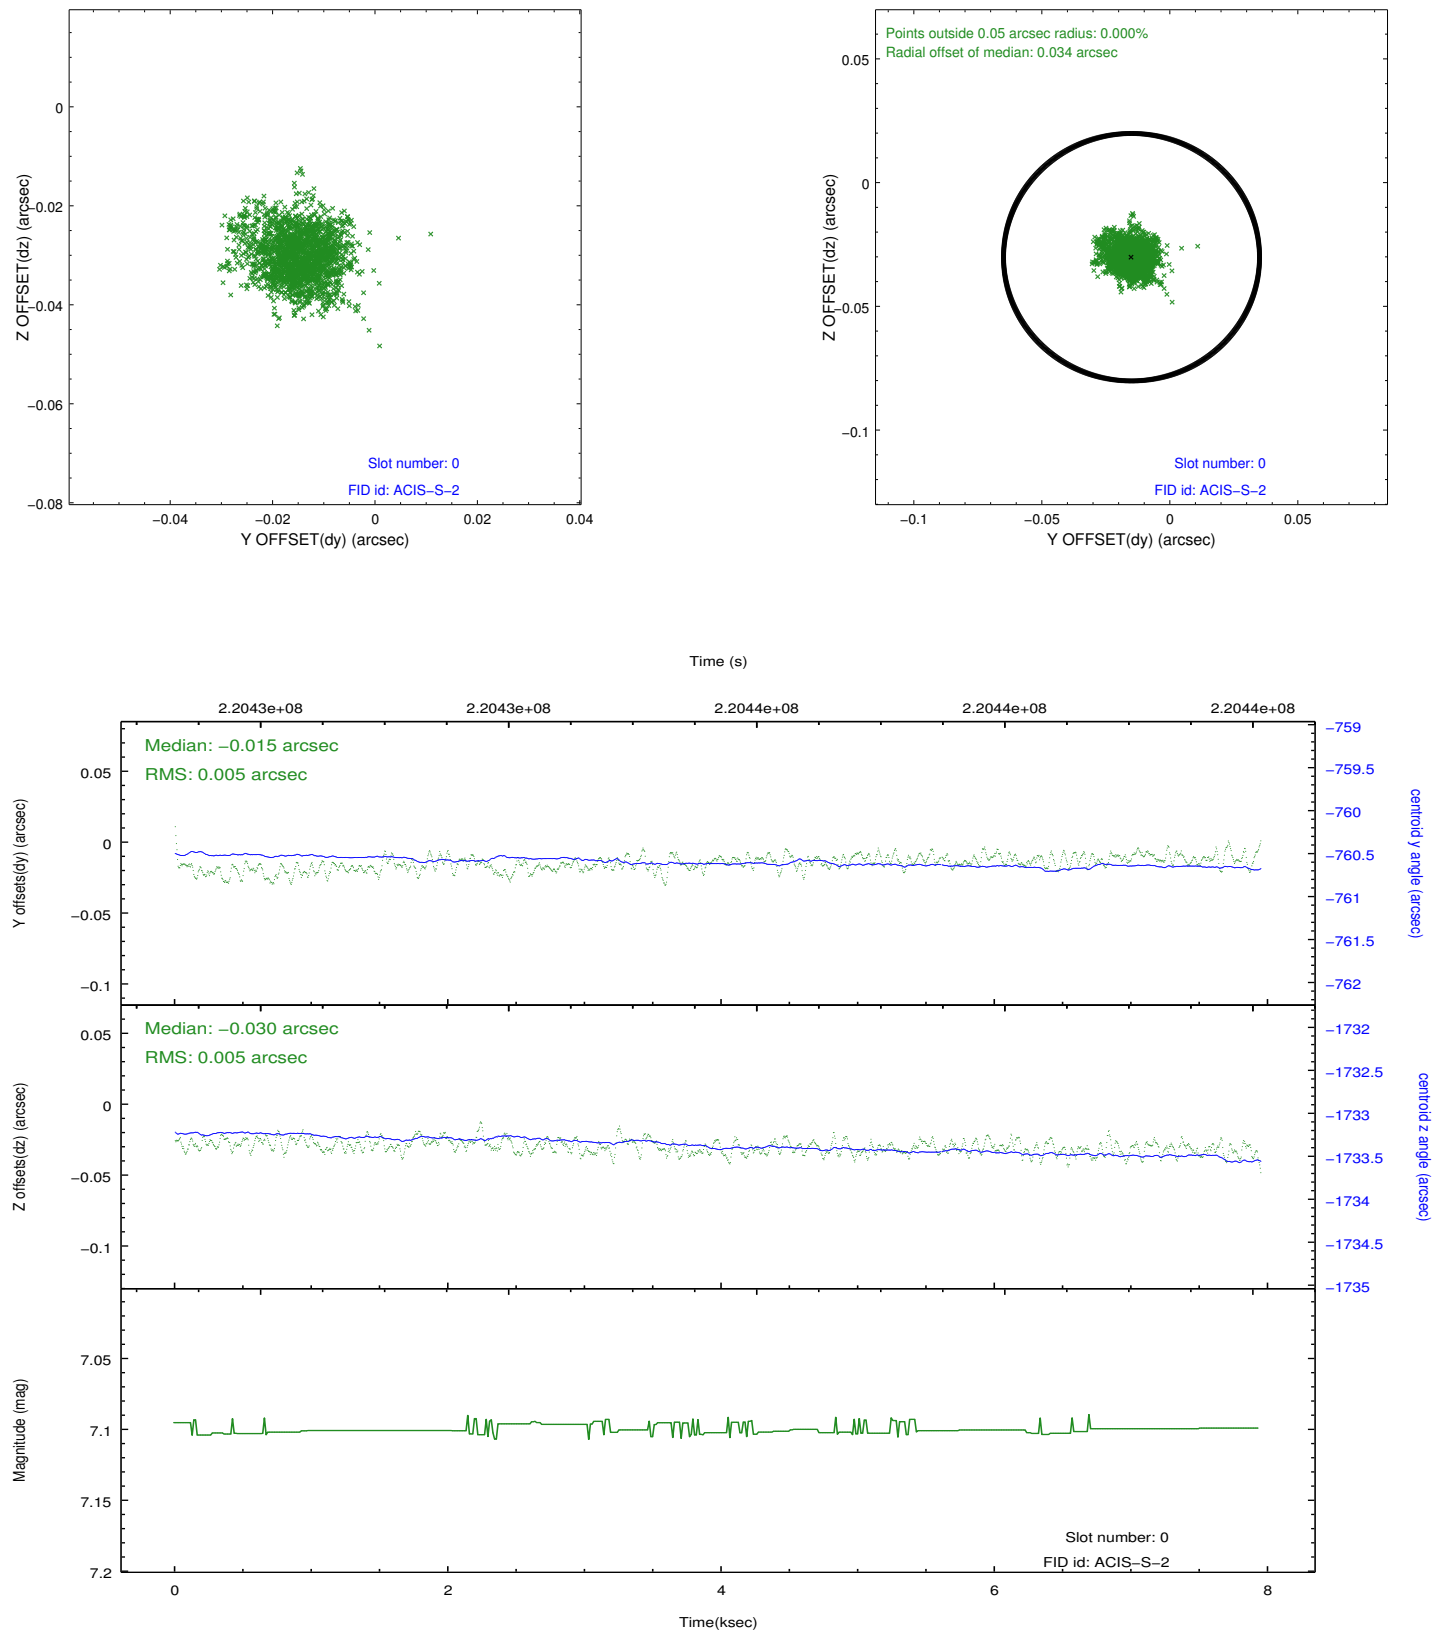 0
−0.02
−0.04
−0.06
−0.08
Z OFFSET(dz) (arcsec)
Slot number: 0
FID id: ACIS−S−2
−0.04
−0.02
0
0.02
0.04
Y OFFSET(dy) (arcsec)
Points outside 0.05 arcsec radius: 0.000%
Radial offset of median: 0.034 arcsec
0.05
0
−0.05
−0.1
Z OFFSET(dz) (arcsec)
Slot number: 0
FID id: ACIS−S−2
−0.1
−0.05
0
0.05
Y OFFSET(dy) (arcsec)
Time (s)
2.2043e+08
2.2043e+08
2.2044e+08
2.2044e+08
2.2044e+08
Median: −0.015 arcsec
RMS: 0.005 arcsec
0.05
0
−0.05
−0.1
Y offsets(dy) (arcsec)
−759
−759.5
−760
−760.5
−761
−761.5
−762
centroid y angle (arcsec)
Median: −0.030 arcsec
RMS: 0.005 arcsec
0.05
0
−0.05
−0.1
Z offsets(dz) (arcsec)
−1732
−1732.5
−1733
−1733.5
−1734
−1734.5
−1735
centroid z angle (arcsec)
7.05
7.1
7.15
7.2
Magnitude (mag)
Slot number: 0
FID id: ACIS−S−2
0
2
4
6
8
Time(ksec)